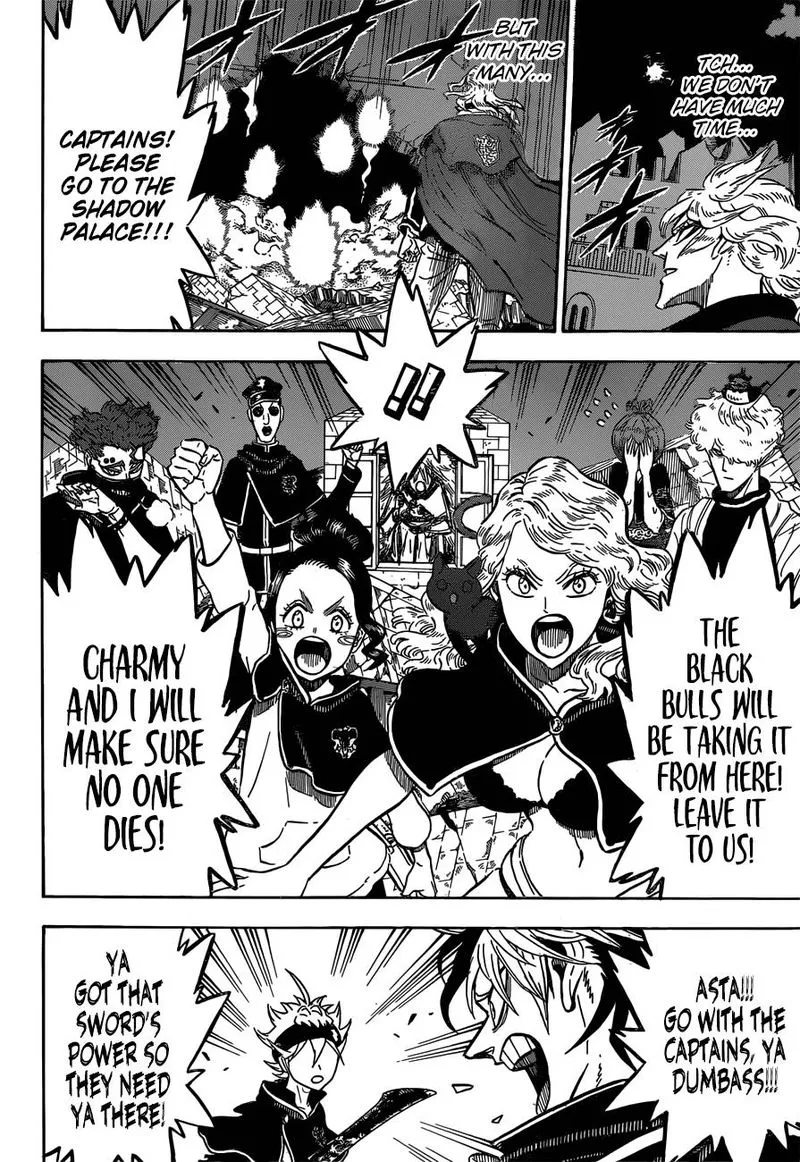 TCH...
WE DON'T
HAVE MUCH
TIME...
BUT
WITH THIS
MANY...
CAPTAINS!
PLEASE
GO TO THE
SHADOW
PALACE!!!
!!
THE
BLACK
BULLS WILL
BE TAKING IT
FROM HERE!
LEAVE IT
TO US!
CHARMY
AND I WILL
MAKE SURE
NO ONE
DIES!
ASTA!!!
GO WITH THE
CAPTAINS, YA
DUMBASS!!!
YA
GOT THAT
SWORD'S
POWER SO
THEY NEED
YA THERE!